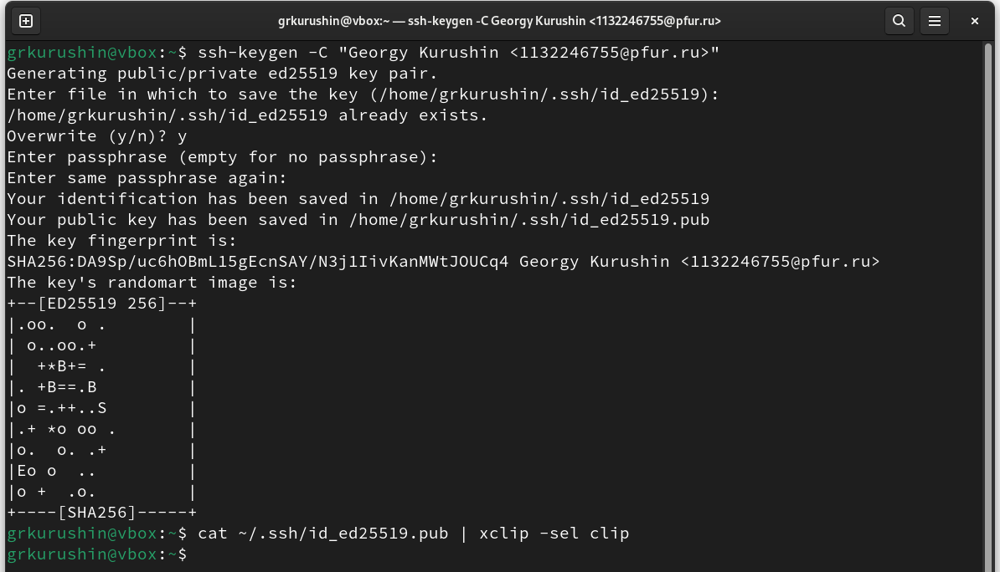 grkurushin@vbox:~ — ssh-keygen -C Georgy Kurushin <1132246755@pfur.ru>
grkurushin@vbox:~$ ssh-keygen -C "Georgy Kurushin <1132246755@pfur.ru>"
Generating public/private ed25519 key pair.
Enter file in which to save the key (/home/grkurushin/.ssh/id_ed25519):
/home/grkurushin/.ssh/id_ed25519 already exists.
Overwrite (y/n)? y
Enter passphrase (empty for no passphrase):
Enter same passphrase again:
Your identification has been saved in /home/grkurushin/.ssh/id_ed25519
Your public key has been saved in /home/grkurushin/.ssh/id_ed25519.pub
The key fingerprint is:
SHA256:DA9Sp/uc6hOBmL15gEcnSAY/N3j1IivKanMWtJOUCq4 Georgy Kurushin <1132246755@pfur.ru>
The key's randomart image is:
+--[ED25519 256]--+
|.oo.  o .        |
| o..oo.+         |
|  +*B+= .        |
|. +B==.B         |
|o =.++..S        |
|.+ *o oo .       |
|o.  o. .+        |
|Eo o  ..         |
|o +  .o.         |
+----[SHA256]-----+
grkurushin@vbox:~$ cat ~/.ssh/id_ed25519.pub | xclip -sel clip
grkurushin@vbox:~$